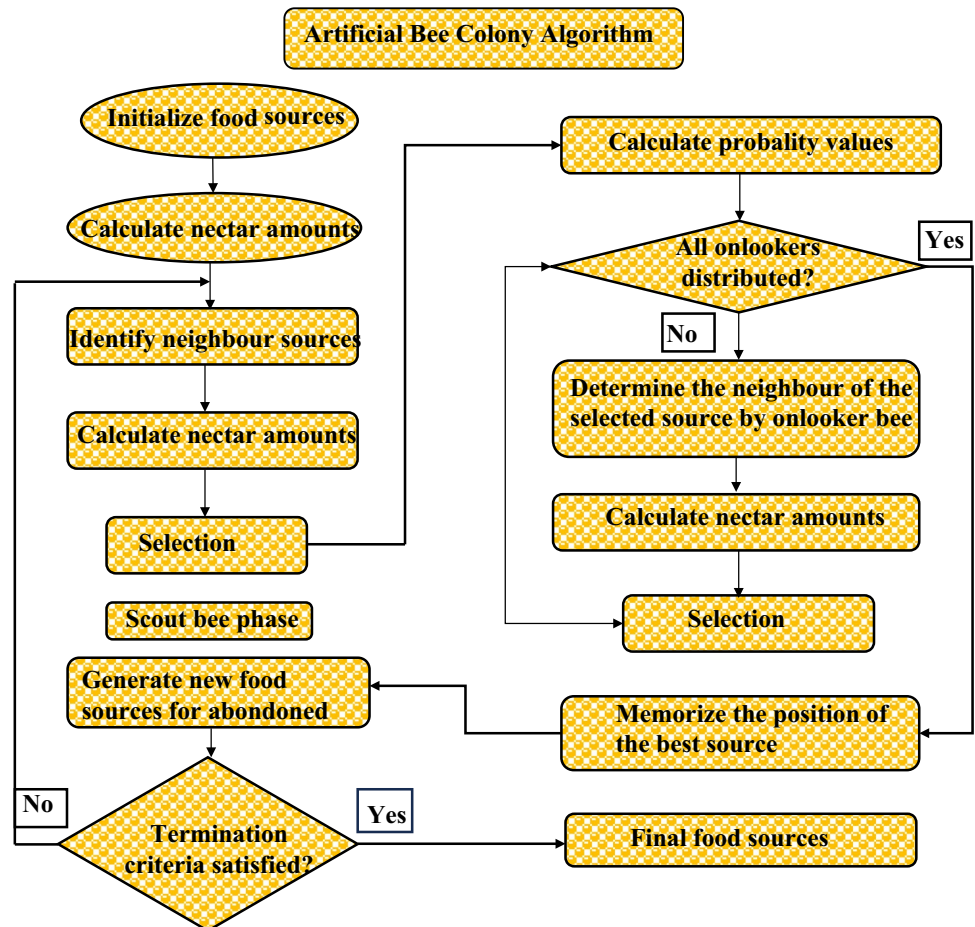 Artificial Bee Colony Algorithm
Initialize food sources
Calculate nectar amounts
Identify neighbour sources
Calculate nectar amounts
Selection
Calculate probality values
All onlookers
distributed?
Yes
No
Determine the neighbour of the
selected source by onlooker bee
Calculate nectar amounts
Selection
Memorize the position of
the best source
Scout bee phase
Generate new food
sources for abondoned
Termination
criteria satisfied?
No
Yes
Final food sources